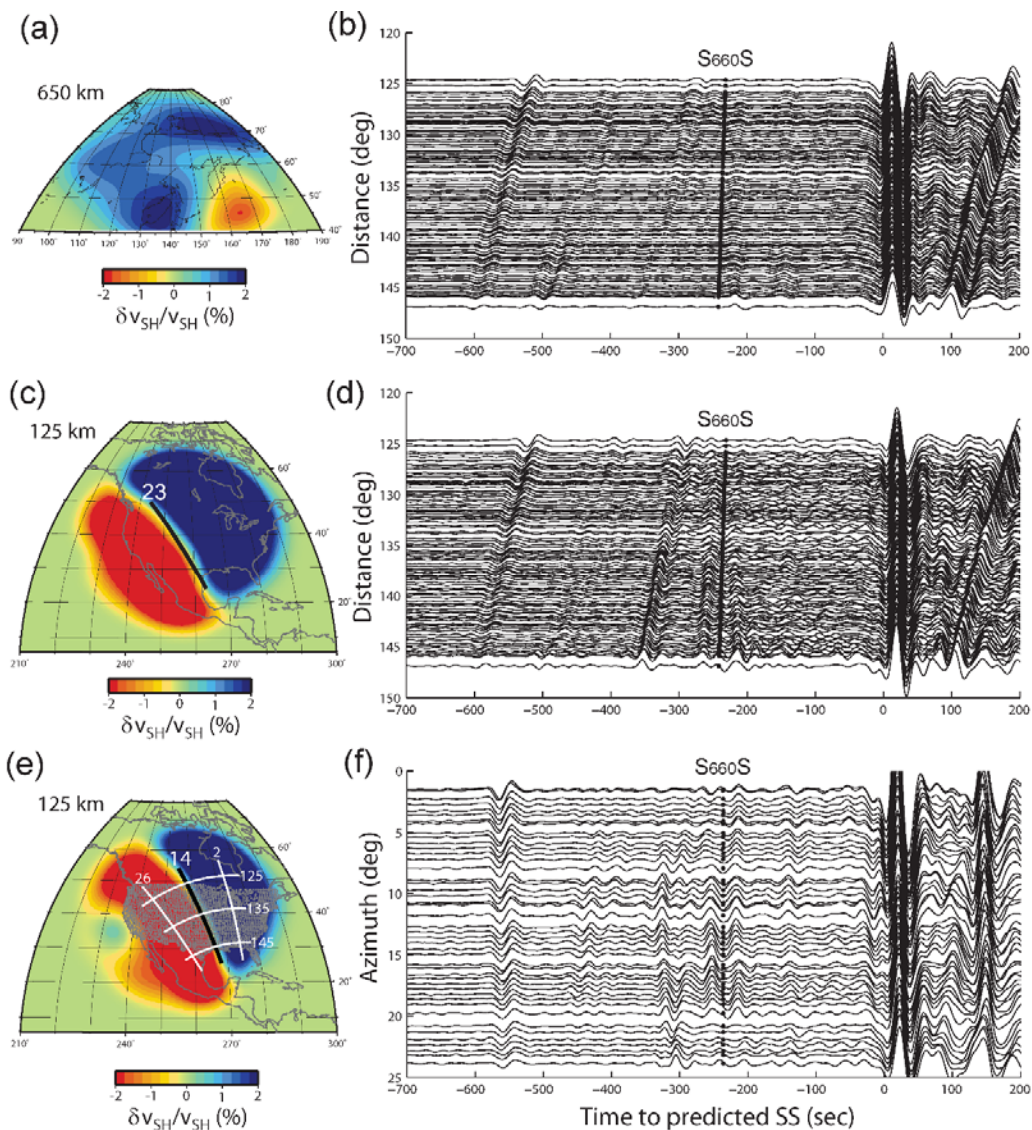 (a)
650 km
80°
70°
60°
50°
40°
90° 100° 110° 120° 130° 140° 150° 160° 170° 180° 190°
-2 -1 0 1 2
δvSH/vSH (%)
(b)
S660S
120
125
130
135
140
145
150
Distance (deg)
−700 −600 −500 −400 −300 −200 −100 0 100 200
(c)
125 km
23
60°
40°
20°
210° 240° 270° 300°
-2 -1 0 1 2
δvSH/vSH (%)
(d)
S660S
120
125
130
135
140
145
150
Distance (deg)
−700 −600 −500 −400 −300 −200 −100 0 100 200
(e)
125 km
14
2
26
125
135
145
60°
40°
20°
210° 240° 270° 300°
-2 -1 0 1 2
δvSH/vSH (%)
(f)
S660S
0
5
10
15
20
25
Azimuth (deg)
−700 −600 −500 −400 −300 −200 −100 0 100 200
Time to predicted SS (sec)